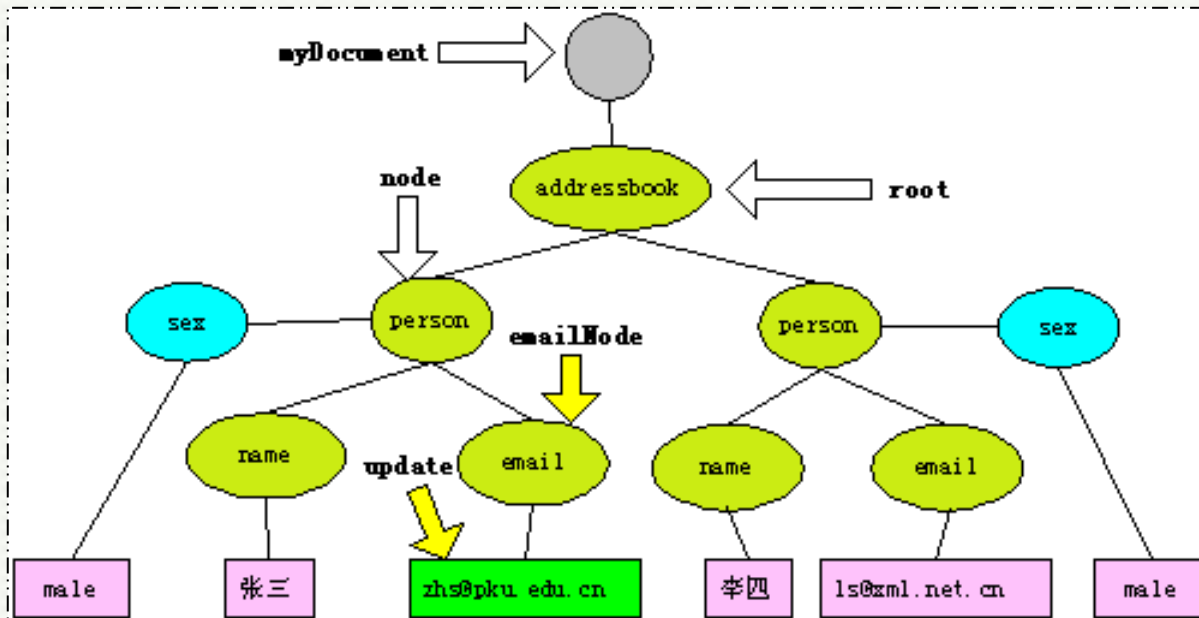 myDocument
addressbook
node
root
sex
person
person
sex
emailNode
name
email
name
email
update
male
张三
zhs@pku.edu.cn
李四
ls@xml.net.cn
male